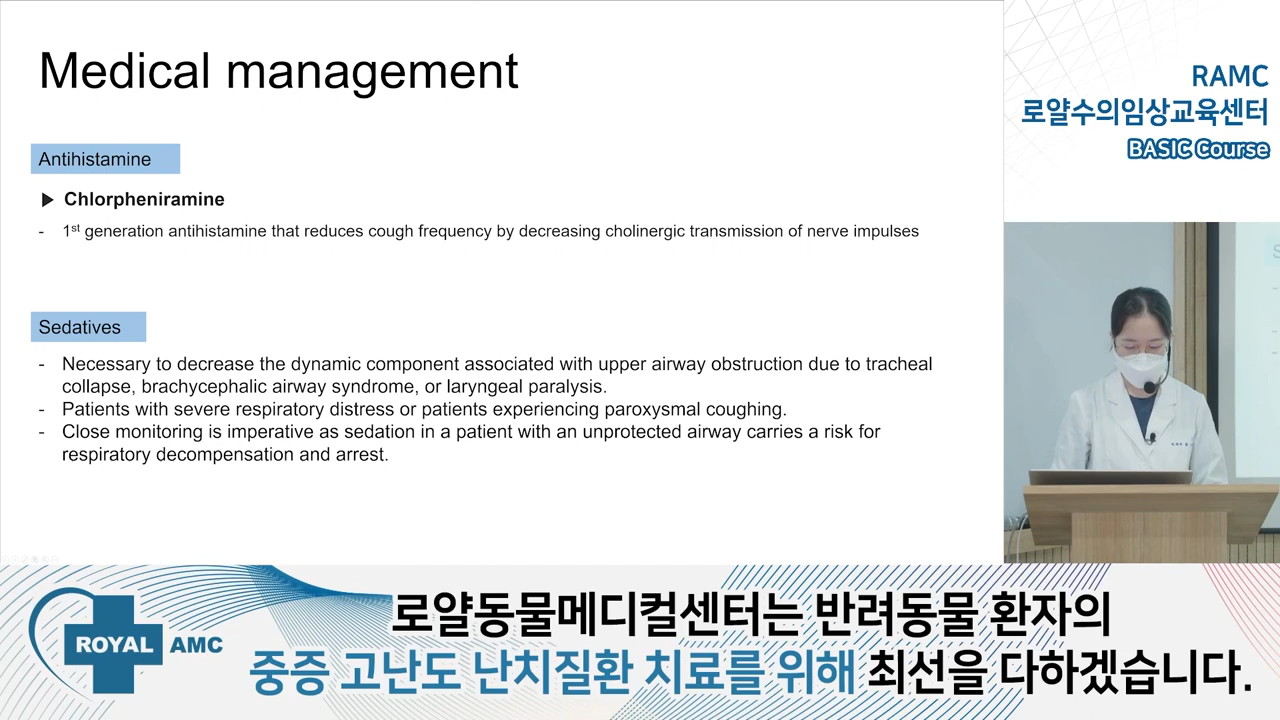 Medical management
Antihistamine
▶ Chlorpheniramine
- 1st generation antihistamine that reduces cough frequency by decreasing cholinergic transmission of nerve impulses
Sedatives
- Necessary to decrease the dynamic component associated with upper airway obstruction due to tracheal
collapse, brachycephalic airway syndrome, or laryngeal paralysis.
- Patients with severe respiratory distress or patients experiencing paroxysmal coughing.
- Close monitoring is imperative as sedation in a patient with an unprotected airway carries a risk for
respiratory decompensation and arrest.
RAMC
로얄수의임상교육센터
BASIC Course
ROYAL AMC
로얄동물메디컬센터는 반려동물 환자의
중증 고난도 난치질환 치료를 위해 최선을 다하겠습니다.